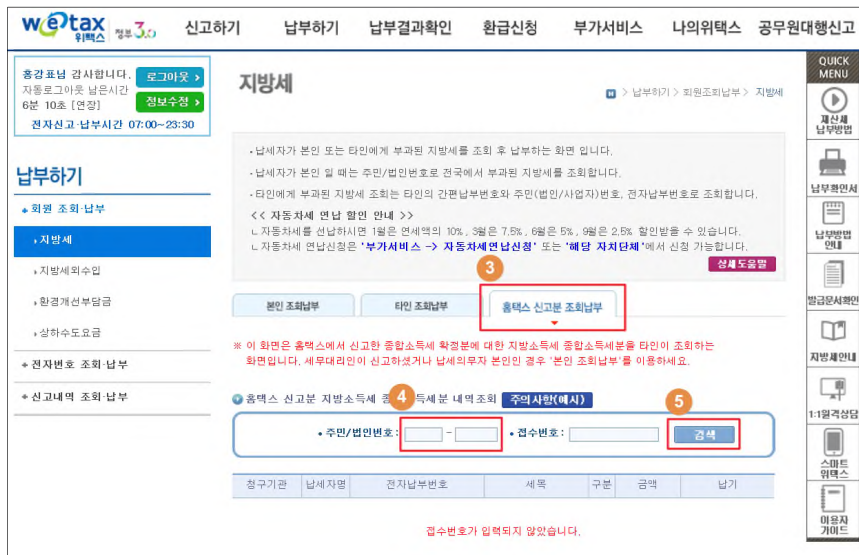 wetax 위택스 정부3.0
신고하기 납부하기 납부결과확인 환급신청 부가서비스 나의위택스 공무원대행신고
홍강표님 감사합니다. 로그아웃 ›
자동로그아웃 남은시간
6분 10초 [연장] 정보수정 ›
전자신고·납부시간 07:00~23:30
납부하기
회원 조회·납부
지방세
지방세외수입
환경개선부담금
상하수도요금
전자번호 조회·납부
신고내역 조회·납부
지방세
H > 납부하기 > 회원조회납부 > 지방세
· 납세자가 본인 또는 타인에게 부과된 지방세를 조회 후 납부하는 화면 입니다.
· 납세자가 본인 일 때는 주민/법인번호로 전국에서 부과된 지방세를 조회합니다.
· 타인에게 부과된 지방세 조회는 타인의 간편납부번호와 주민(법인/사업자)번호, 전자납부번호로 조회합니다.
<< 자동차세 연납 할인 안내 >>
ㄴ 자동차세를 선납하시면 1월은 연세액의 10%, 3월은 7.5%, 6월은 5%, 9월은 2.5% 할인받을 수 있습니다.
ㄴ 자동차세 연납신청은 '부가서비스 -> 자동차세연납신청' 또는 '해당 자치단체'에서 신청 가능합니다.
상세도움말
3
본인 조회납부 타인 조회납부 홈택스 신고분 조회납부
※ 이 화면은 홈택스에서 신고한 종합소득세 확정분에 대한 지방소득세 종합소득세분을 타인이 조회하는
화면입니다. 세무대리인이 신고하셨거나 납세의무자 본인인 경우 '본인 조회납부'를 이용하세요.
4 5
홈택스 신고분 지방소득세 종 득세분 내역조회 주의사항(예시)
• 주민/법인번호 : - • 접수번호 : 검색
청구기관 납세자명 전자납부번호 세목 구분 금액 납기
접수번호가 입력되지 않았습니다.
QUICK
MENU
재산세
납부방법
납부확인서
납부방법
안내
발급문서확인
지방세안내
1:1원격상담
스마트
위택스
이용자
가이드